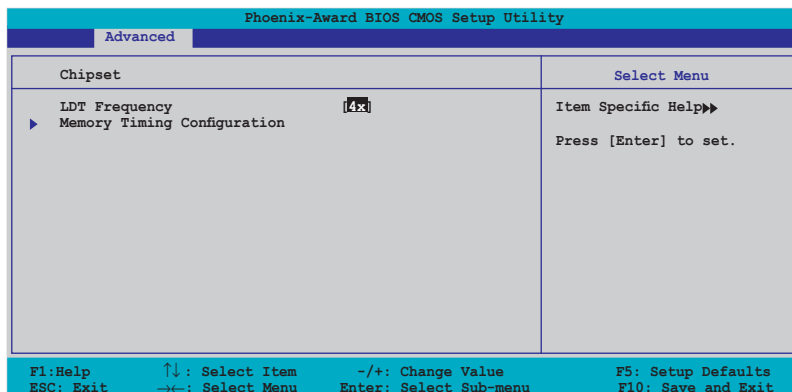 Phoenix-Award BIOS CMOS Setup Utility
Advanced
Chipset
Select Menu
LDT Frequency [4x]
Memory Timing Configuration
Item Specific Help
Press [Enter] to set.
F1:Help ↑↓: Select Item -/+: Change Value F5: Setup Defaults
ESC: Exit →←: Select Menu Enter: Select Sub-menu F10: Save and Exit